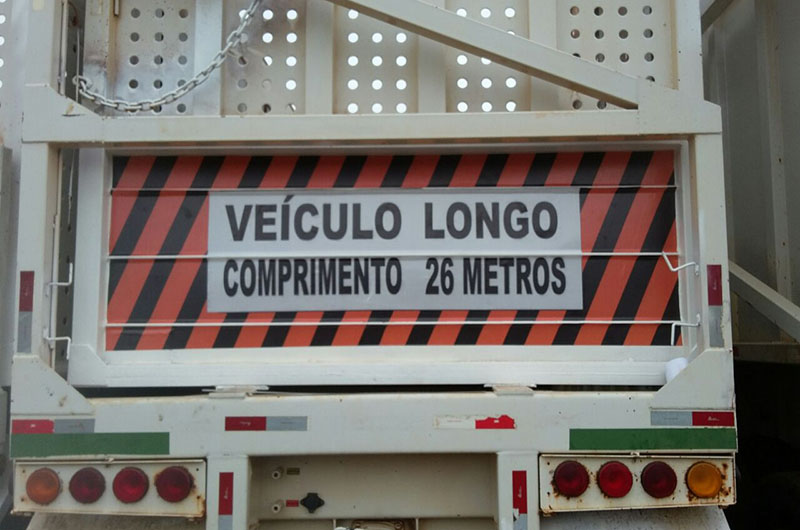 VEÍCULO LONGO
COMPRIMENTO 26 METROS